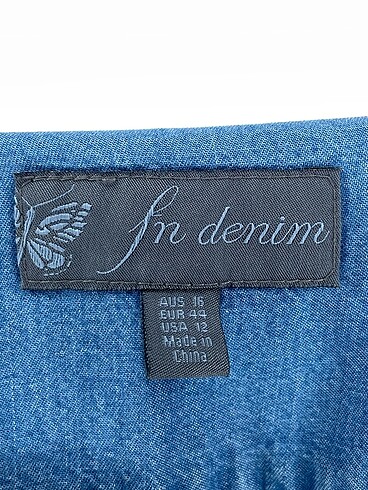 fn denim
AUS 16
EUR 44
USA 12
Made in
China